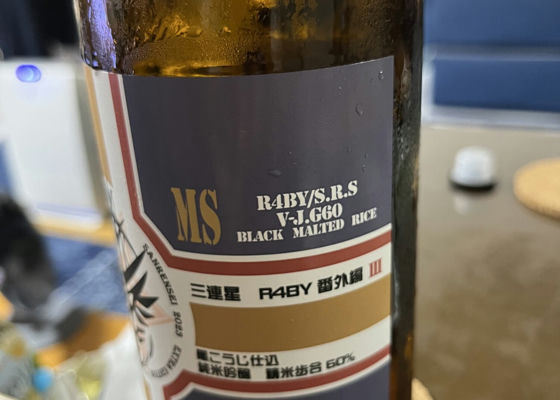 MS
R4BY/S.R.S
V-J.G60
BLACK MALTED RICE
三連星 R4BY 番外編 III
黒こうじ仕込
純米吟醸 精米歩合 60%
SANRENSEI 2023 EXTRA